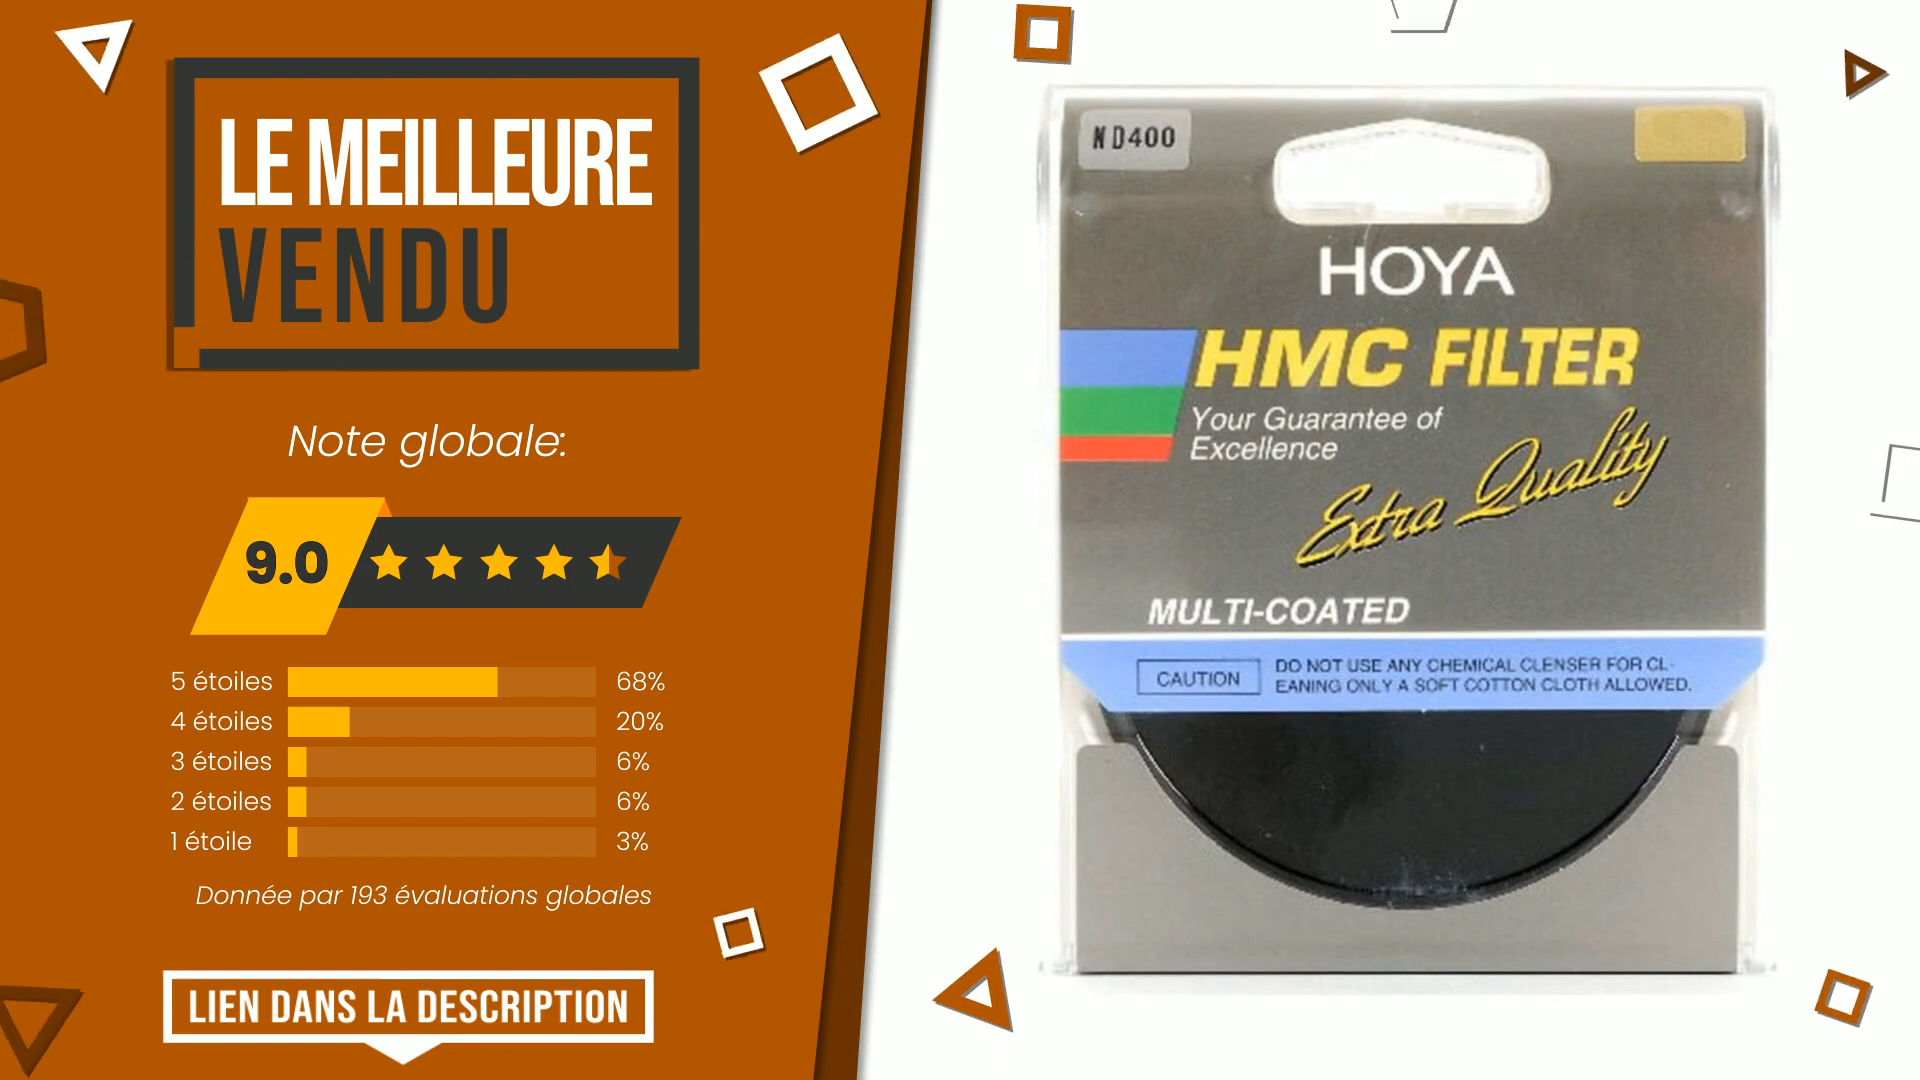 LE MEILLEURE
VENDU
Note globale:
9.0
5 étoiles 68%
4 étoiles 20%
3 étoiles 6%
2 étoiles 6%
1 étoile 3%
Donnée par 193 évaluations globales
LIEN DANS LA DESCRIPTION
ND400
HOYA
HMC FILTER
Your Guarantee of
Excellence
Extra Quality
MULTI-COATED
CAUTION
DO NOT USE ANY CHEMICAL CLENSER FOR CL-
EANING ONLY A SOFT COTTON CLOTH ALLOWED.